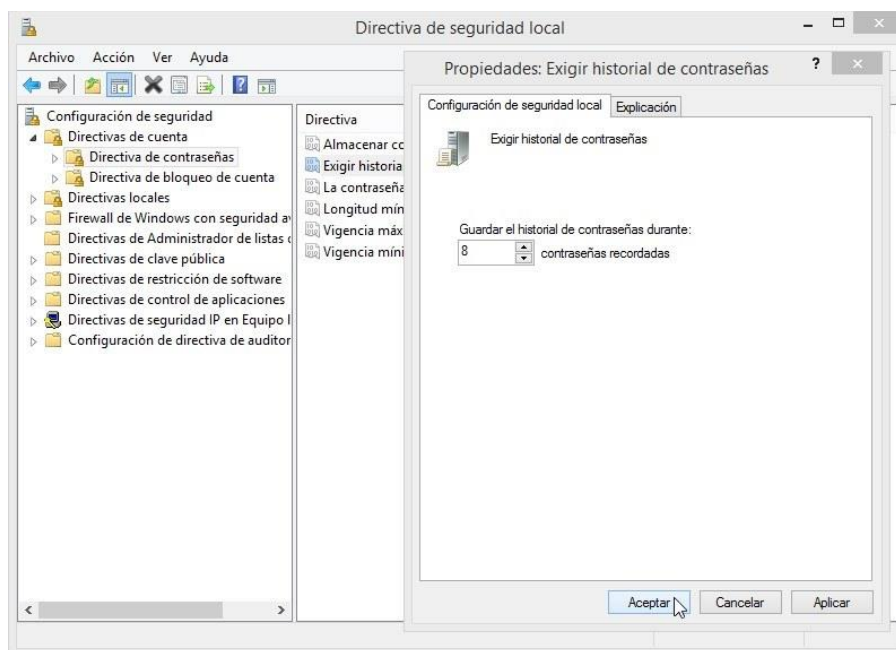 Directiva de seguridad local
Archivo Acción Ver Ayuda
Configuración de seguridad
Directivas de cuenta
Directiva de contraseñas
Directiva de bloqueo de cuenta
Directivas locales
Firewall de Windows con seguridad av
Directivas de Administrador de listas d
Directivas de clave pública
Directivas de restricción de software
Directivas de control de aplicaciones
Directivas de seguridad IP en Equipo l
Configuración de directiva de auditor
Directiva
Almacenar co
Exigir historia
La contraseña
Longitud mín
Vigencia máx
Vigencia míni
Propiedades: Exigir historial de contraseñas ?
Configuración de seguridad local Explicación
Exigir historial de contraseñas
Guardar el historial de contraseñas durante:
8 contraseñas recordadas
Aceptar Cancelar Aplicar